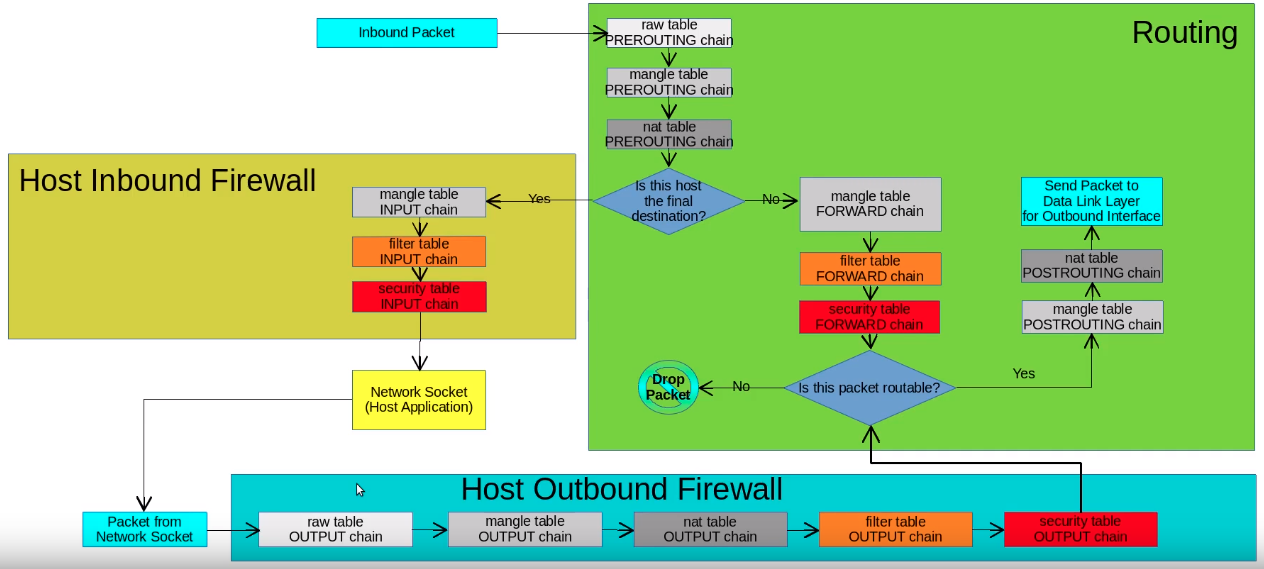 Inbound Packet
raw table
PREROUTING chain
Routing
mangle table
PREROUTING chain
nat table
PREROUTING chain
Host Inbound Firewall
Is this host
the final
destination?
Yes
No
mangle table
INPUT chain
filter table
INPUT chain
security table
INPUT chain
mangle table
FORWARD chain
filter table
FORWARD chain
security table
FORWARD chain
Send Packet to
Data Link Layer
for Outbound Interface
nat table
POSTROUTING chain
mangle table
POSTROUTING chain
Is this packet routable?
Yes
No
Drop
Packet
Network Socket
(Host Application)
Host Outbound Firewall
Packet from
Network Socket
raw table
OUTPUT chain
mangle table
OUTPUT chain
nat table
OUTPUT chain
filter table
OUTPUT chain
security table
OUTPUT chain